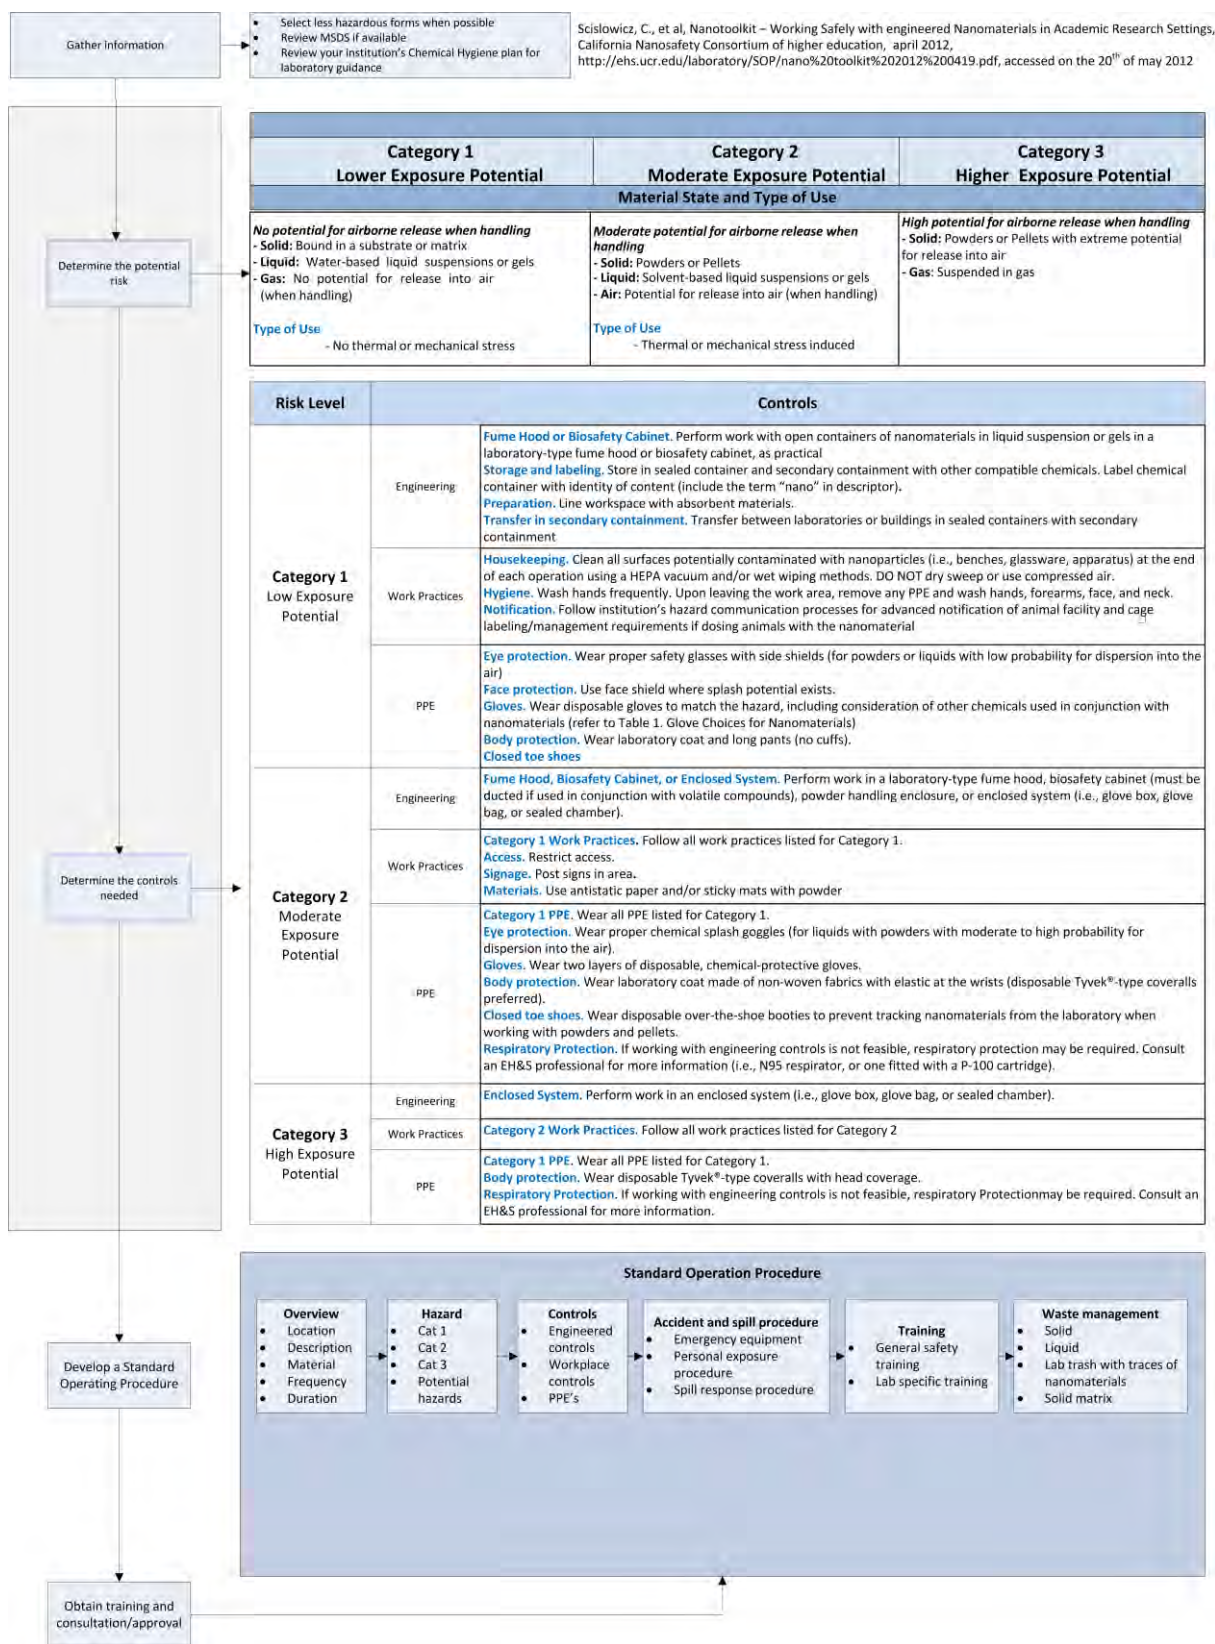 Gather Information
• Select less hazardous forms when possible
• Review MSDS if available
• Review your institution's Chemical Hygiene plan for
laboratory guidance
Scislowicz, C., et al, Nanotoolkit – Working Safely with engineered Nanomaterials in Academic Research Settings,
California Nanosafety Consortium of higher education, april 2012,
http://ehs.ucr.edu/laboratory/SOP/nano%20toolkit%202012%200419.pdf, accessed on the 20th of may 2012
Determine the potential
risk
Category 1
Lower Exposure Potential
Category 2
Moderate Exposure Potential
Category 3
Higher Exposure Potential
Material State and Type of Use
No potential for airborne release when handling
- Solid: Bound in a substrate or matrix
- Liquid: Water-based liquid suspensions or gels
- Gas: No potential for release into air
(when handling)
Type of Use
- No thermal or mechanical stress
Moderate potential for airborne release when
handling
- Solid: Powders or Pellets
- Liquid: Solvent-based liquid suspensions or gels
- Air: Potential for release into air (when handling)
Type of Use
- Thermal or mechanical stress induced
High potential for airborne release when handling
- Solid: Powders or Pellets with extreme potential
for release into air
- Gas: Suspended in gas
Determine the controls
needed
Risk Level
Controls
Category 1
Low Exposure
Potential
Engineering
Fume Hood or Biosafety Cabinet. Perform work with open containers of nanomaterials in liquid suspension or gels in a
laboratory-type fume hood or biosafety cabinet, as practical
Storage and labeling. Store in sealed container and secondary containment with other compatible chemicals. Label chemical
container with identity of content (include the term "nano" in descriptor).
Preparation. Line workspace with absorbent materials.
Transfer in secondary containment. Transfer between laboratories or buildings in sealed containers with secondary
containment
Work Practices
Housekeeping. Clean all surfaces potentially contaminated with nanoparticles (i.e., benches, glassware, apparatus) at the end
of each operation using a HEPA vacuum and/or wet wiping methods. DO NOT dry sweep or use compressed air.
Hygiene. Wash hands frequently. Upon leaving the work area, remove any PPE and wash hands, forearms, face, and neck.
Notification. Follow institution's hazard communication processes for advanced notification of animal facility and cage
labeling/management requirements if dosing animals with the nanomaterial
PPE
Eye protection. Wear proper safety glasses with side shields (for powders or liquids with low probability for dispersion into the
air)
Face protection. Use face shield where splash potential exists.
Gloves. Wear disposable gloves to match the hazard, including consideration of other chemicals used in conjunction with
nanomaterials (refer to Table 1. Glove Choices for Nanomaterials)
Body protection. Wear laboratory coat and long pants (no cuffs).
Closed toe shoes
Category 2
Moderate
Exposure
Potential
Engineering
Fume Hood, Biosafety Cabinet, or Enclosed System. Perform work in a laboratory-type fume hood, biosafety cabinet (must be
ducted if used in conjunction with volatile compounds), powder handling enclosure, or enclosed system (i.e., glove box, glove
bag, or sealed chamber).
Work Practices
Category 1 Work Practices. Follow all work practices listed for Category 1.
Access. Restrict access.
Signage. Post signs in area.
Materials. Use antistatic paper and/or sticky mats with powder
PPE
Category 1 PPE. Wear all PPE listed for Category 1.
Eye protection. Wear proper chemical splash goggles (for liquids with powders with moderate to high probability for
dispersion into the air).
Gloves. Wear two layers of disposable, chemical-protective gloves.
Body protection. Wear laboratory coat made of non-woven fabrics with elastic at the wrists (disposable Tyvek®-type coveralls
preferred).
Closed toe shoes. Wear disposable over-the-shoe booties to prevent tracking nanomaterials from the laboratory when
working with powders and pellets.
Respiratory Protection. If working with engineering controls is not feasible, respiratory protection may be required. Consult
an EH&S professional for more information (i.e., N95 respirator, or one fitted with a P-100 cartridge).
Category 3
High Exposure
Potential
Engineering
Enclosed System. Perform work in an enclosed system (i.e., glove box, glove bag, or sealed chamber).
Work Practices
Category 2 Work Practices. Follow all work practices listed for Category 2
PPE
Category 1 PPE. Wear all PPE listed for Category 1.
Body protection. Wear disposable Tyvek®-type coveralls with head coverage.
Respiratory Protection. If working with engineering controls is not feasible, respiratory Protectionmay be required. Consult an
EH&S professional for more information.
Develop a Standard
Operating Procedure
Standard Operation Procedure
Overview
• Location
• Description
• Material
• Frequency
• Duration
Hazard
• Cat 1
• Cat 2
• Cat 3
• Potential
hazards
Controls
• Engineered
controls
• Workplace
controls
• PPE's
Accident and spill procedure
• Emergency equipment
• Personal exposure
procedure
• Spill response procedure
Training
• General safety
training
• Lab specific training
Waste management
• Solid
• Liquid
• Lab trash with traces of
nanomaterials
• Solid matrix
Obtain training and
consultation/approval